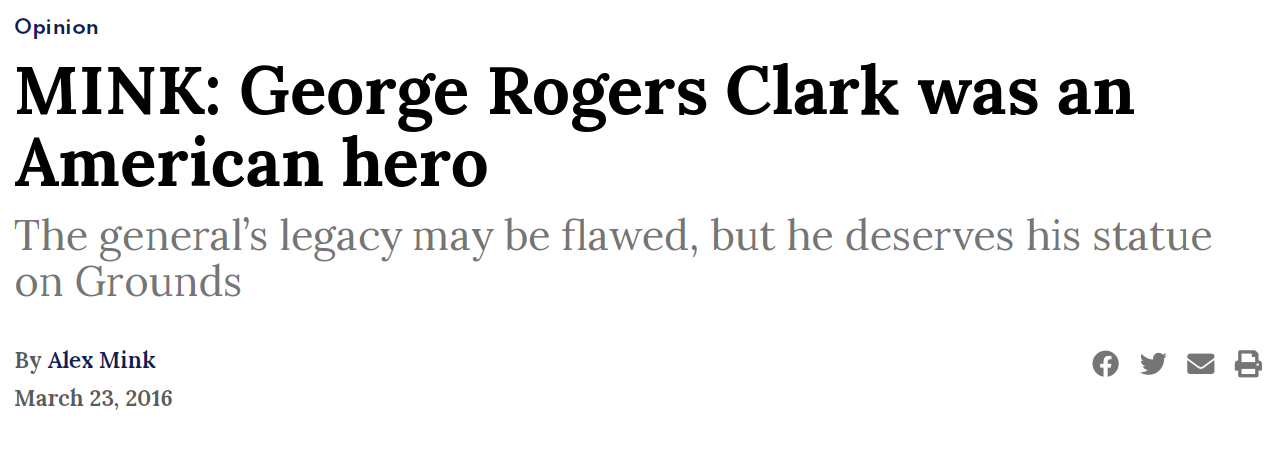 Opinion
MINK: George Rogers Clark was an
American hero
The general’s legacy may be flawed, but he deserves his statue
on Grounds
By Alex Mink
March 23, 2016